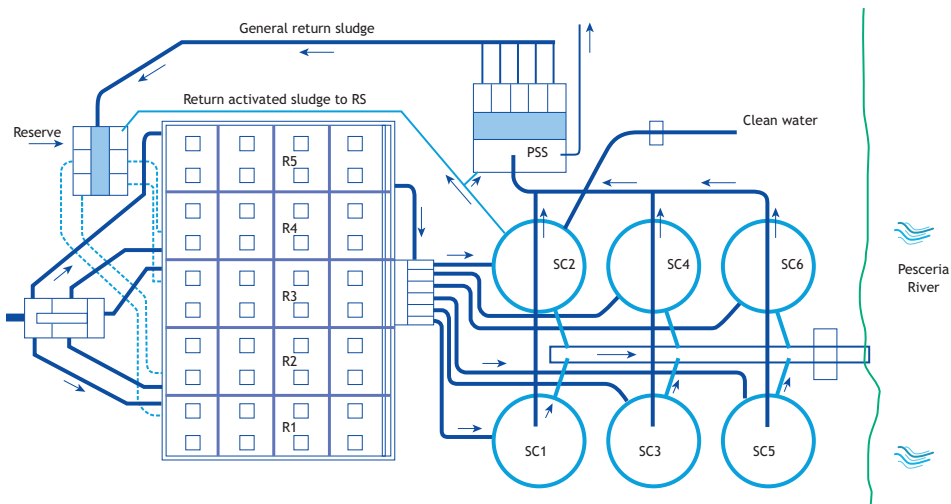 General return sludge
Return activated sludge to RS
Reserve
Clean water
PSS
R5
R4
R3
R2
R1
SC2
SC4
SC6
Pesceria
River
SC1
SC3
SC5